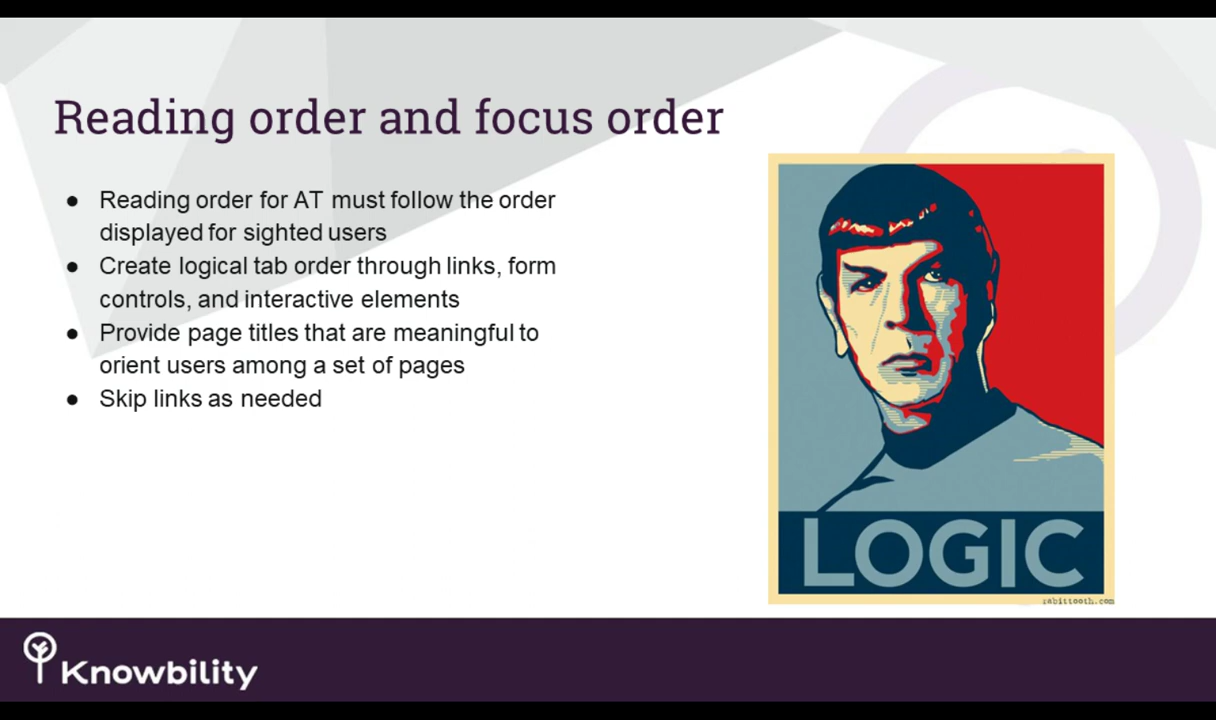 Reading order and focus order
● Reading order for AT must follow the order
displayed for sighted users
● Create logical tab order through links, form
controls, and interactive elements
● Provide page titles that are meaningful to
orient users among a set of pages
● Skip links as needed
LOGIC
rabittooth.com
Knowbility